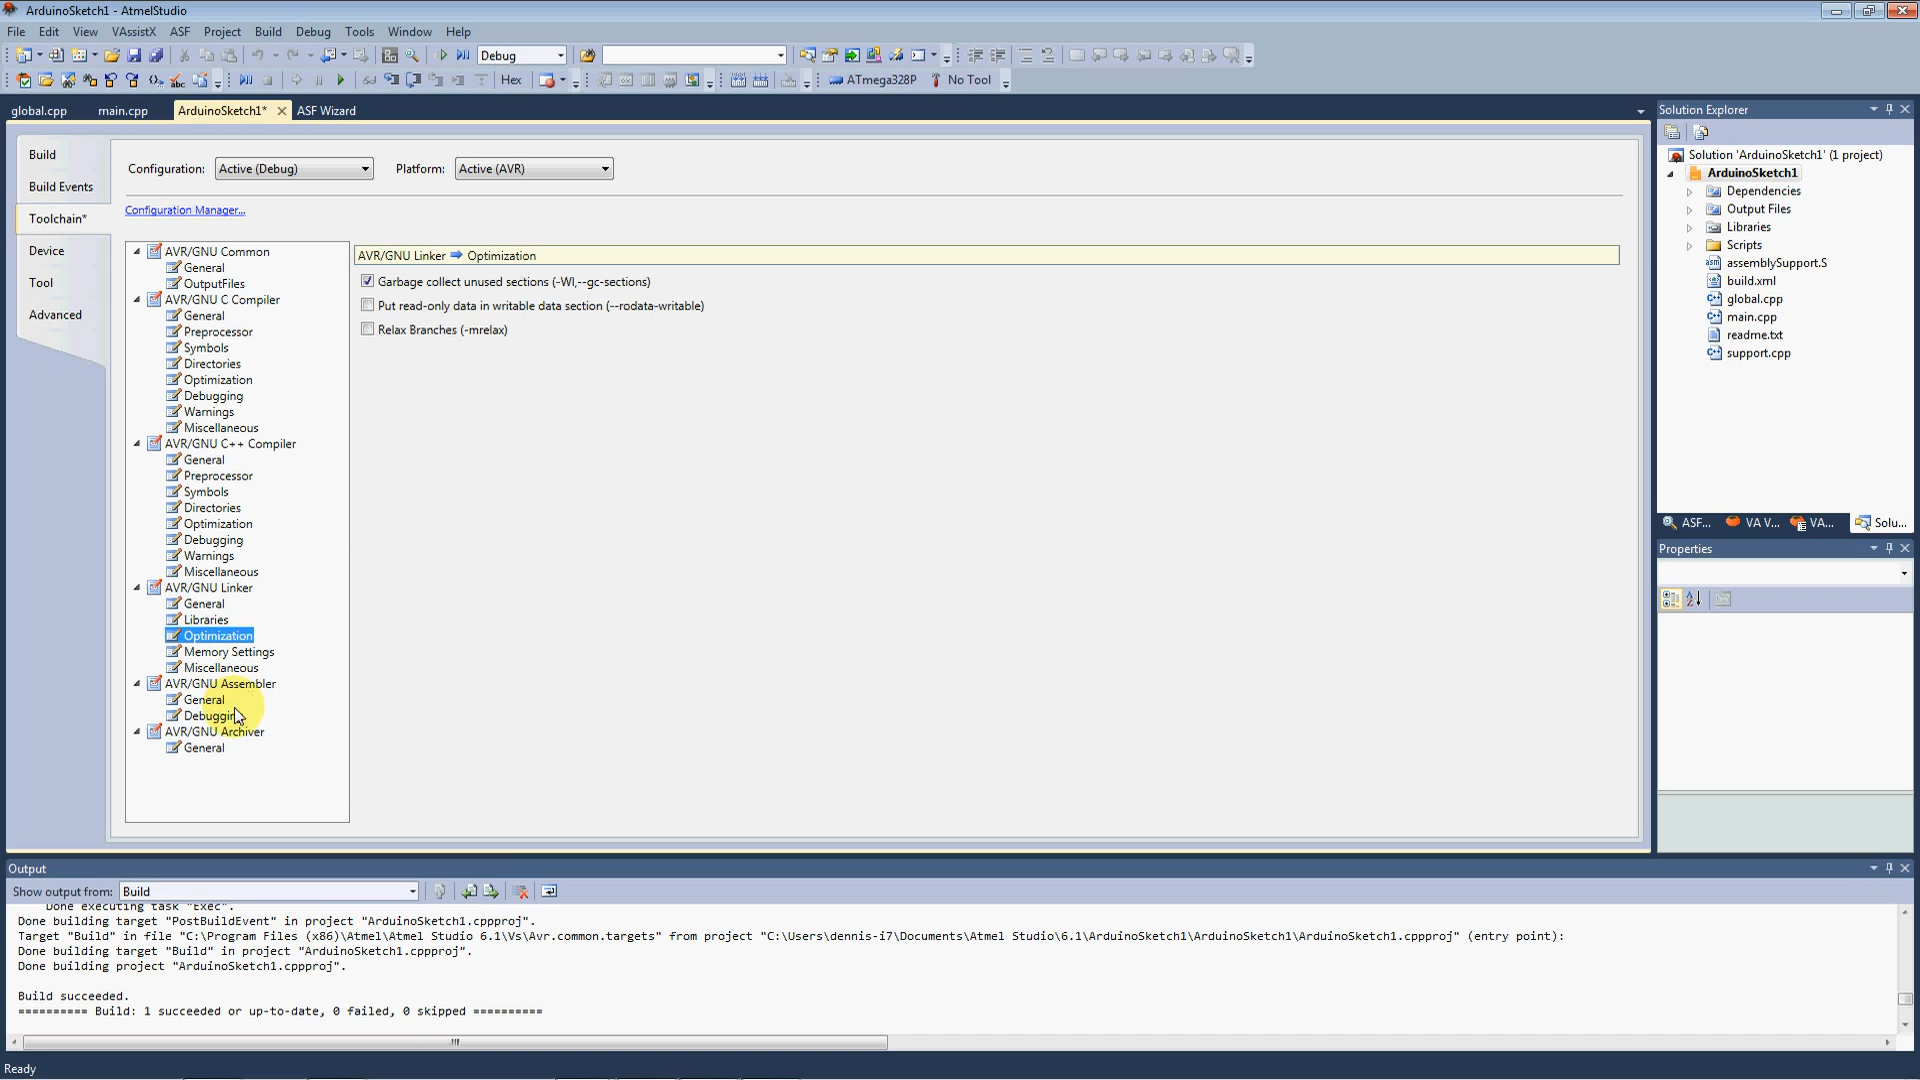 ArduinoSketch1 - AtmelStudio
File Edit View VAssistX ASF Project Build Debug Tools Window Help
Debug
Hex ATmega328P No Tool
global.cpp main.cpp ArduinoSketch1* ASF Wizard
Build
Build Events
Toolchain*
Device
Tool
Advanced
Configuration: Active (Debug) Platform: Active (AVR)
Configuration Manager...
AVR/GNU Common
General
OutputFiles
AVR/GNU C Compiler
General
Preprocessor
Symbols
Directories
Optimization
Debugging
Warnings
Miscellaneous
AVR/GNU C++ Compiler
General
Preprocessor
Symbols
Directories
Optimization
Debugging
Warnings
Miscellaneous
AVR/GNU Linker
General
Libraries
Optimization
Memory Settings
Miscellaneous
AVR/GNU Assembler
General
Debugging
AVR/GNU Archiver
General
AVR/GNU Linker Optimization
Garbage collect unused sections (-Wl,--gc-sections)
Put read-only data in writable data section (--rodata-writable)
Relax Branches (-mrelax)
Solution Explorer
Solution 'ArduinoSketch1' (1 project)
ArduinoSketch1
Dependencies
Output Files
Libraries
Scripts
assemblySupport.S
build.xml
global.cpp
main.cpp
readme.txt
support.cpp
ASF... VA V... VA... Solu...
Properties
Output
Show output from: Build
Done executing task "Exec".
Done building target "PostBuildEvent" in project "ArduinoSketch1.cppproj".
Target "Build" in file "C:\Program Files (x86)\Atmel\Atmel Studio 6.1\Vs\Avr.common.targets" from project "C:\Users\dennis-i7\Documents\Atmel Studio\6.1\ArduinoSketch1\ArduinoSketch1\ArduinoSketch1.cppproj" (entry point):
Done building target "Build" in project "ArduinoSketch1.cppproj".
Done building project "ArduinoSketch1.cppproj".
Build succeeded.
========== Build: 1 succeeded or up-to-date, 0 failed, 0 skipped ==========
Ready